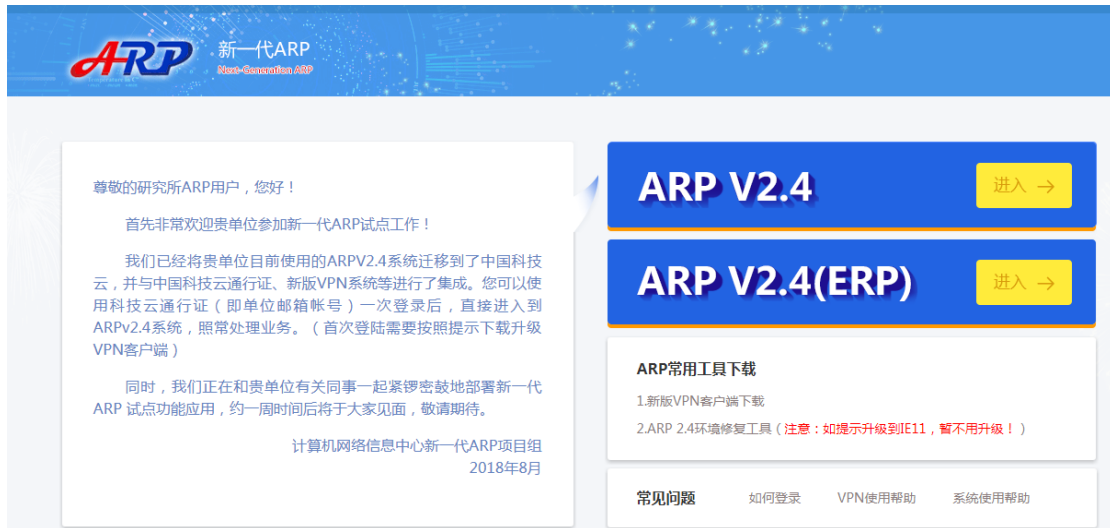 ARP
新一代ARP
Next-Generation ARP
尊敬的研究所ARP用户，您好！
首先非常欢迎贵单位参加新一代ARP试点工作！
我们已经将贵单位目前使用的ARPV2.4系统迁移到了中国科技
云，并与中国科技云通行证、新版VPN系统等进行了集成。您可以使
用科技云通行证（即单位邮箱帐号）一次登录后，直接进入到
ARPv2.4系统，照常处理业务。（首次登陆需要按照提示下载升级
VPN客户端）
同时，我们正在和贵单位有关同事一起紧锣密鼓地部署新一代
ARP 试点功能应用，约一周时间后将于大家见面，敬请期待。
计算机网络信息中心新一代ARP项目组
2018年8月
ARP V2.4
进入 →
ARP V2.4(ERP)
进入 →
ARP常用工具下载
1.新版VPN客户端下载
2.ARP 2.4环境修复工具（注意：如提示升级到IE11，暂不用升级！）
常见问题 如何登录 VPN使用帮助 系统使用帮助